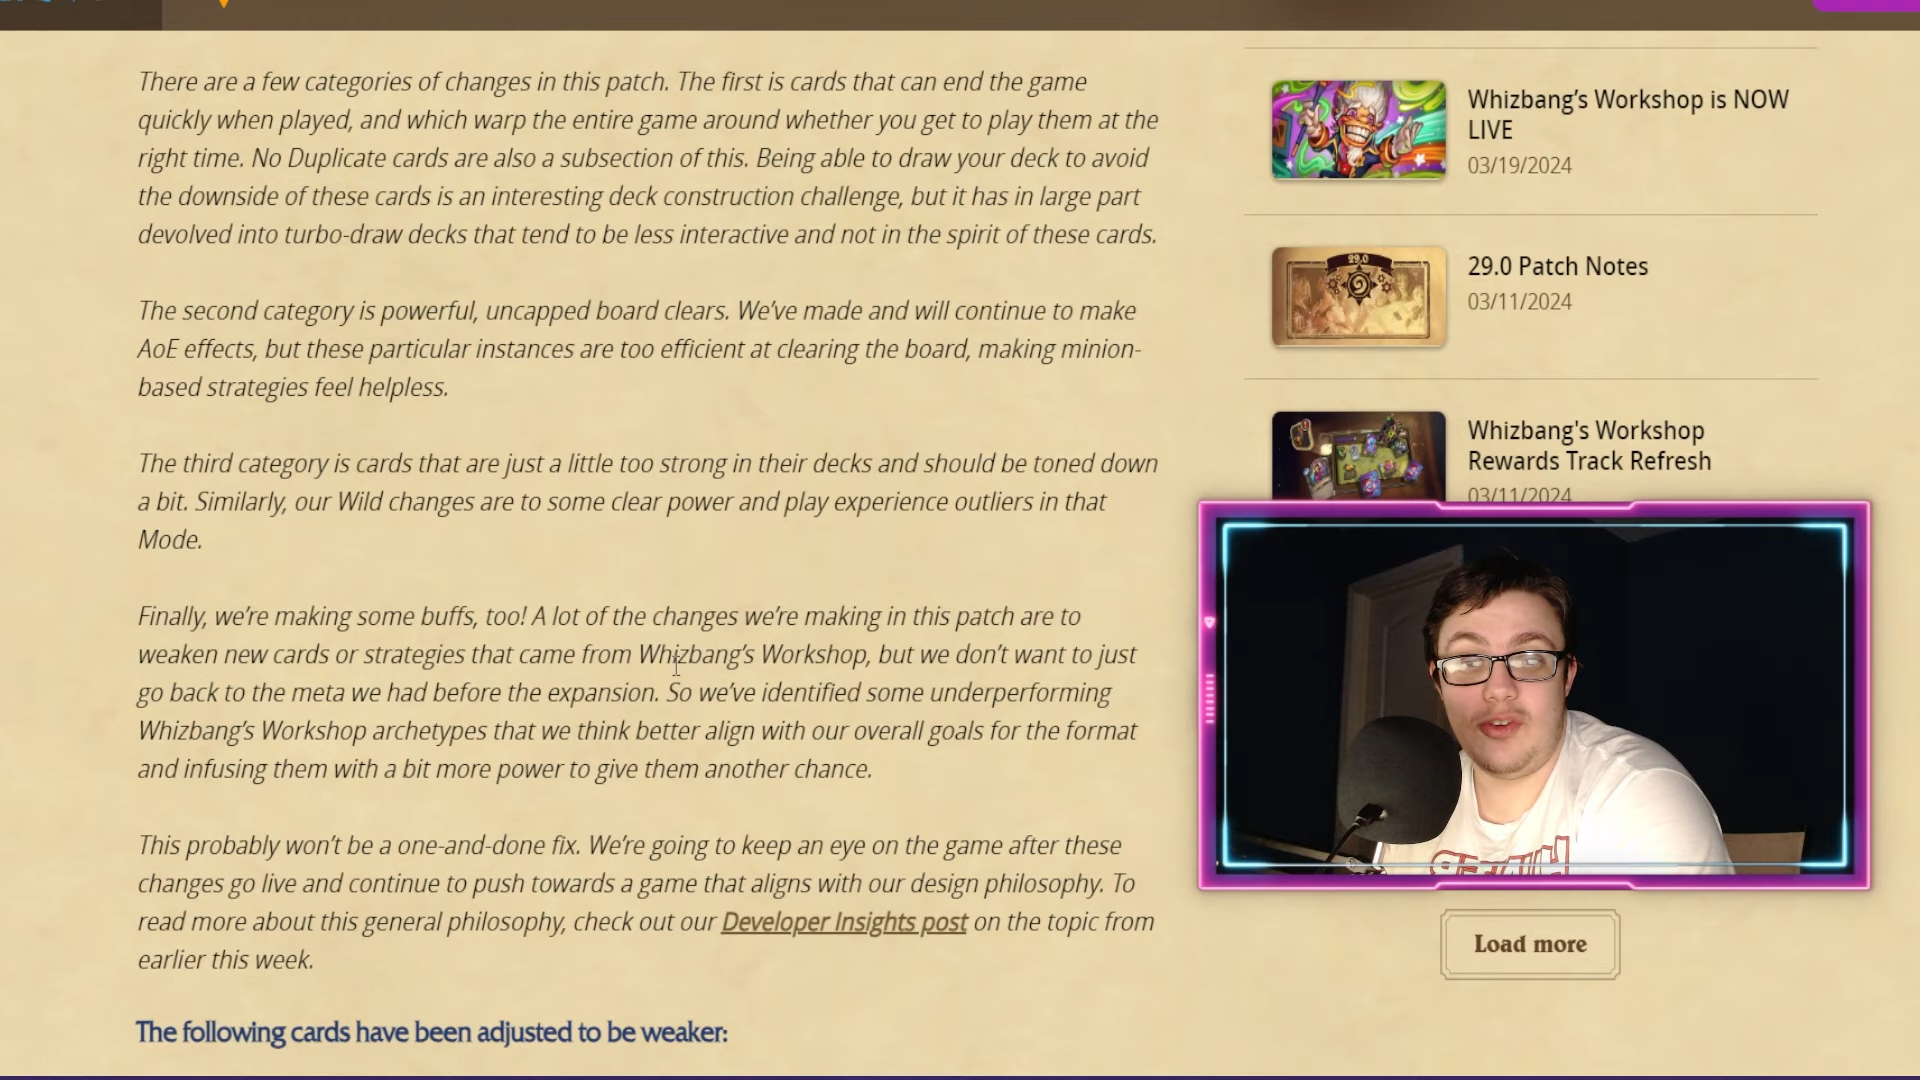 There are a few categories of changes in this patch. The first is cards that can end the game
quickly when played, and which warp the entire game around whether you get to play them at the
right time. No Duplicate cards are also a subsection of this. Being able to draw your deck to avoid
the downside of these cards is an interesting deck construction challenge, but it has in large part
devolved into turbo-draw decks that tend to be less interactive and not in the spirit of these cards.
The second category is powerful, uncapped board clears. We’ve made and will continue to make
AoE effects, but these particular instances are too efficient at clearing the board, making minion-
based strategies feel helpless.
The third category is cards that are just a little too strong in their decks and should be toned down
a bit. Similarly, our Wild changes are to some clear power and play experience outliers in that
Mode.
Finally, we’re making some buffs, too! A lot of the changes we’re making in this patch are to
weaken new cards or strategies that came from Whizbang’s Workshop, but we don’t want to just
go back to the meta we had before the expansion. So we’ve identified some underperforming
Whizbang’s Workshop archetypes that we think better align with our overall goals for the format
and infusing them with a bit more power to give them another chance.
This probably won’t be a one-and-done fix. We’re going to keep an eye on the game after these
changes go live and continue to push towards a game that aligns with our design philosophy. To
read more about this general philosophy, check out our Developer Insights post on the topic from
earlier this week.
The following cards have been adjusted to be weaker:
Whizbang’s Workshop is NOW
LIVE
03/19/2024
29.0
29.0 Patch Notes
03/11/2024
Whizbang's Workshop
Rewards Track Refresh
03/11/2024
Load more